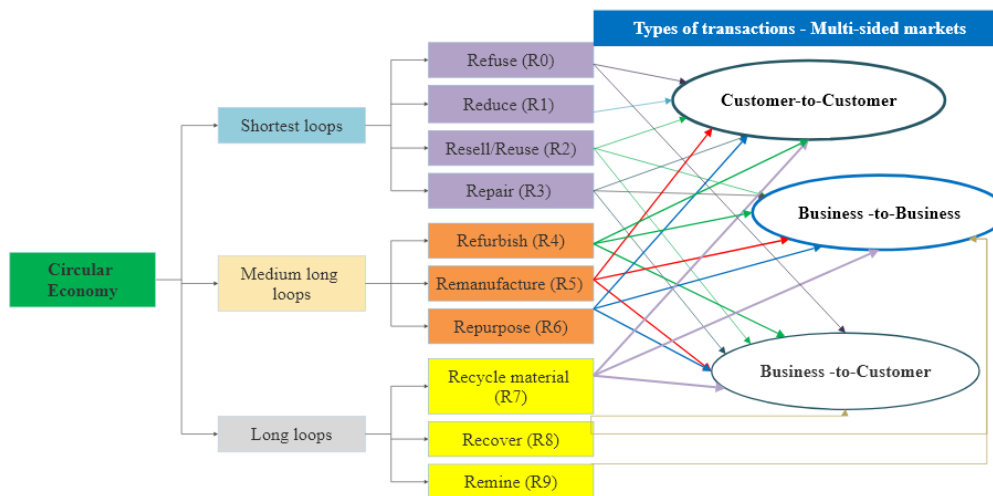 Types of transactions - Multi-sided markets
Refuse (R0)
Reduce (R1)
Customer-to-Customer
Shortest loops
Resell/Reuse (R2)
Repair (R3)
Business -to-Business
Refurbish (R4)
Circular
Economy
Medium long
loops
Remanufacture (R5)
Repurpose (R6)
Business -to-Customer
Recycle material
(R7)
Long loops
Recover (R8)
Remine (R9)